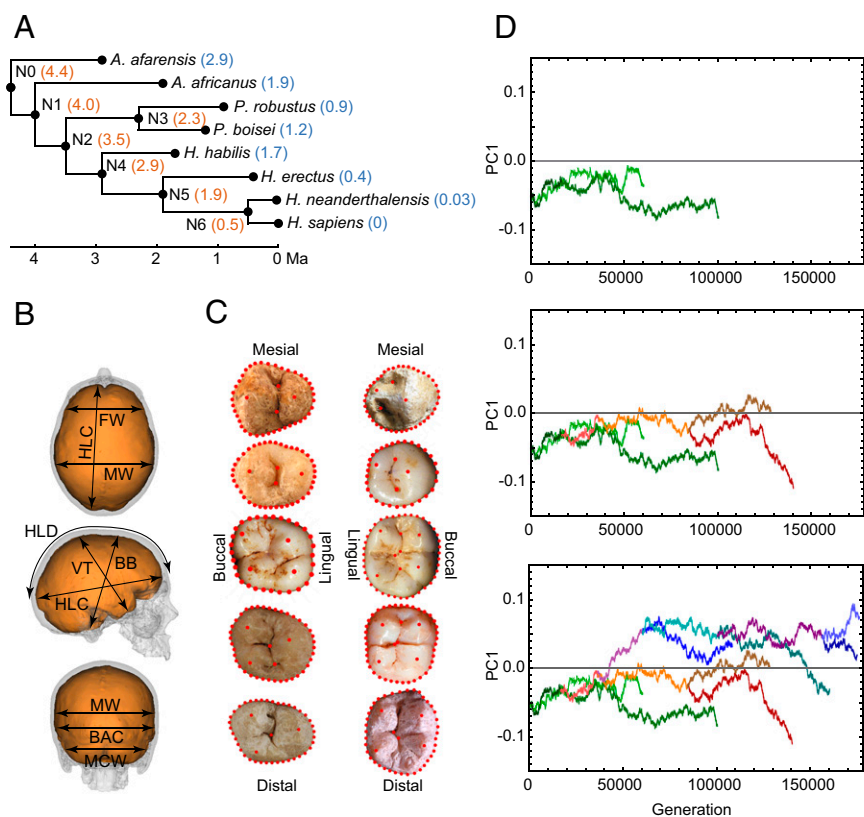 A
A. afarensis (2.9)
N0 (4.4)
A. africanus (1.9)
N1 (4.0)
P. robustus (0.9)
N3 (2.3)
P. boisei (1.2)
N2 (3.5)
H. habilis (1.7)
N4 (2.9)
H. erectus (0.4)
N5 (1.9)
H. neanderthalensis (0.03)
N6 (0.5)
H. sapiens (0)
4 3 2 1 0 Ma
B
FW
HLC
MW
HLD
VT
BB
HLC
MW
BAC
MCW
C
Mesial Mesial
Buccal Lingual Lingual Buccal
Distal Distal
D
0.1
0.0
-0.1
PC1
0 50000 100000 150000
0.1
0.0
-0.1
PC1
0 50000 100000 150000
0.1
0.0
-0.1
PC1
0 50000 100000 150000
Generation